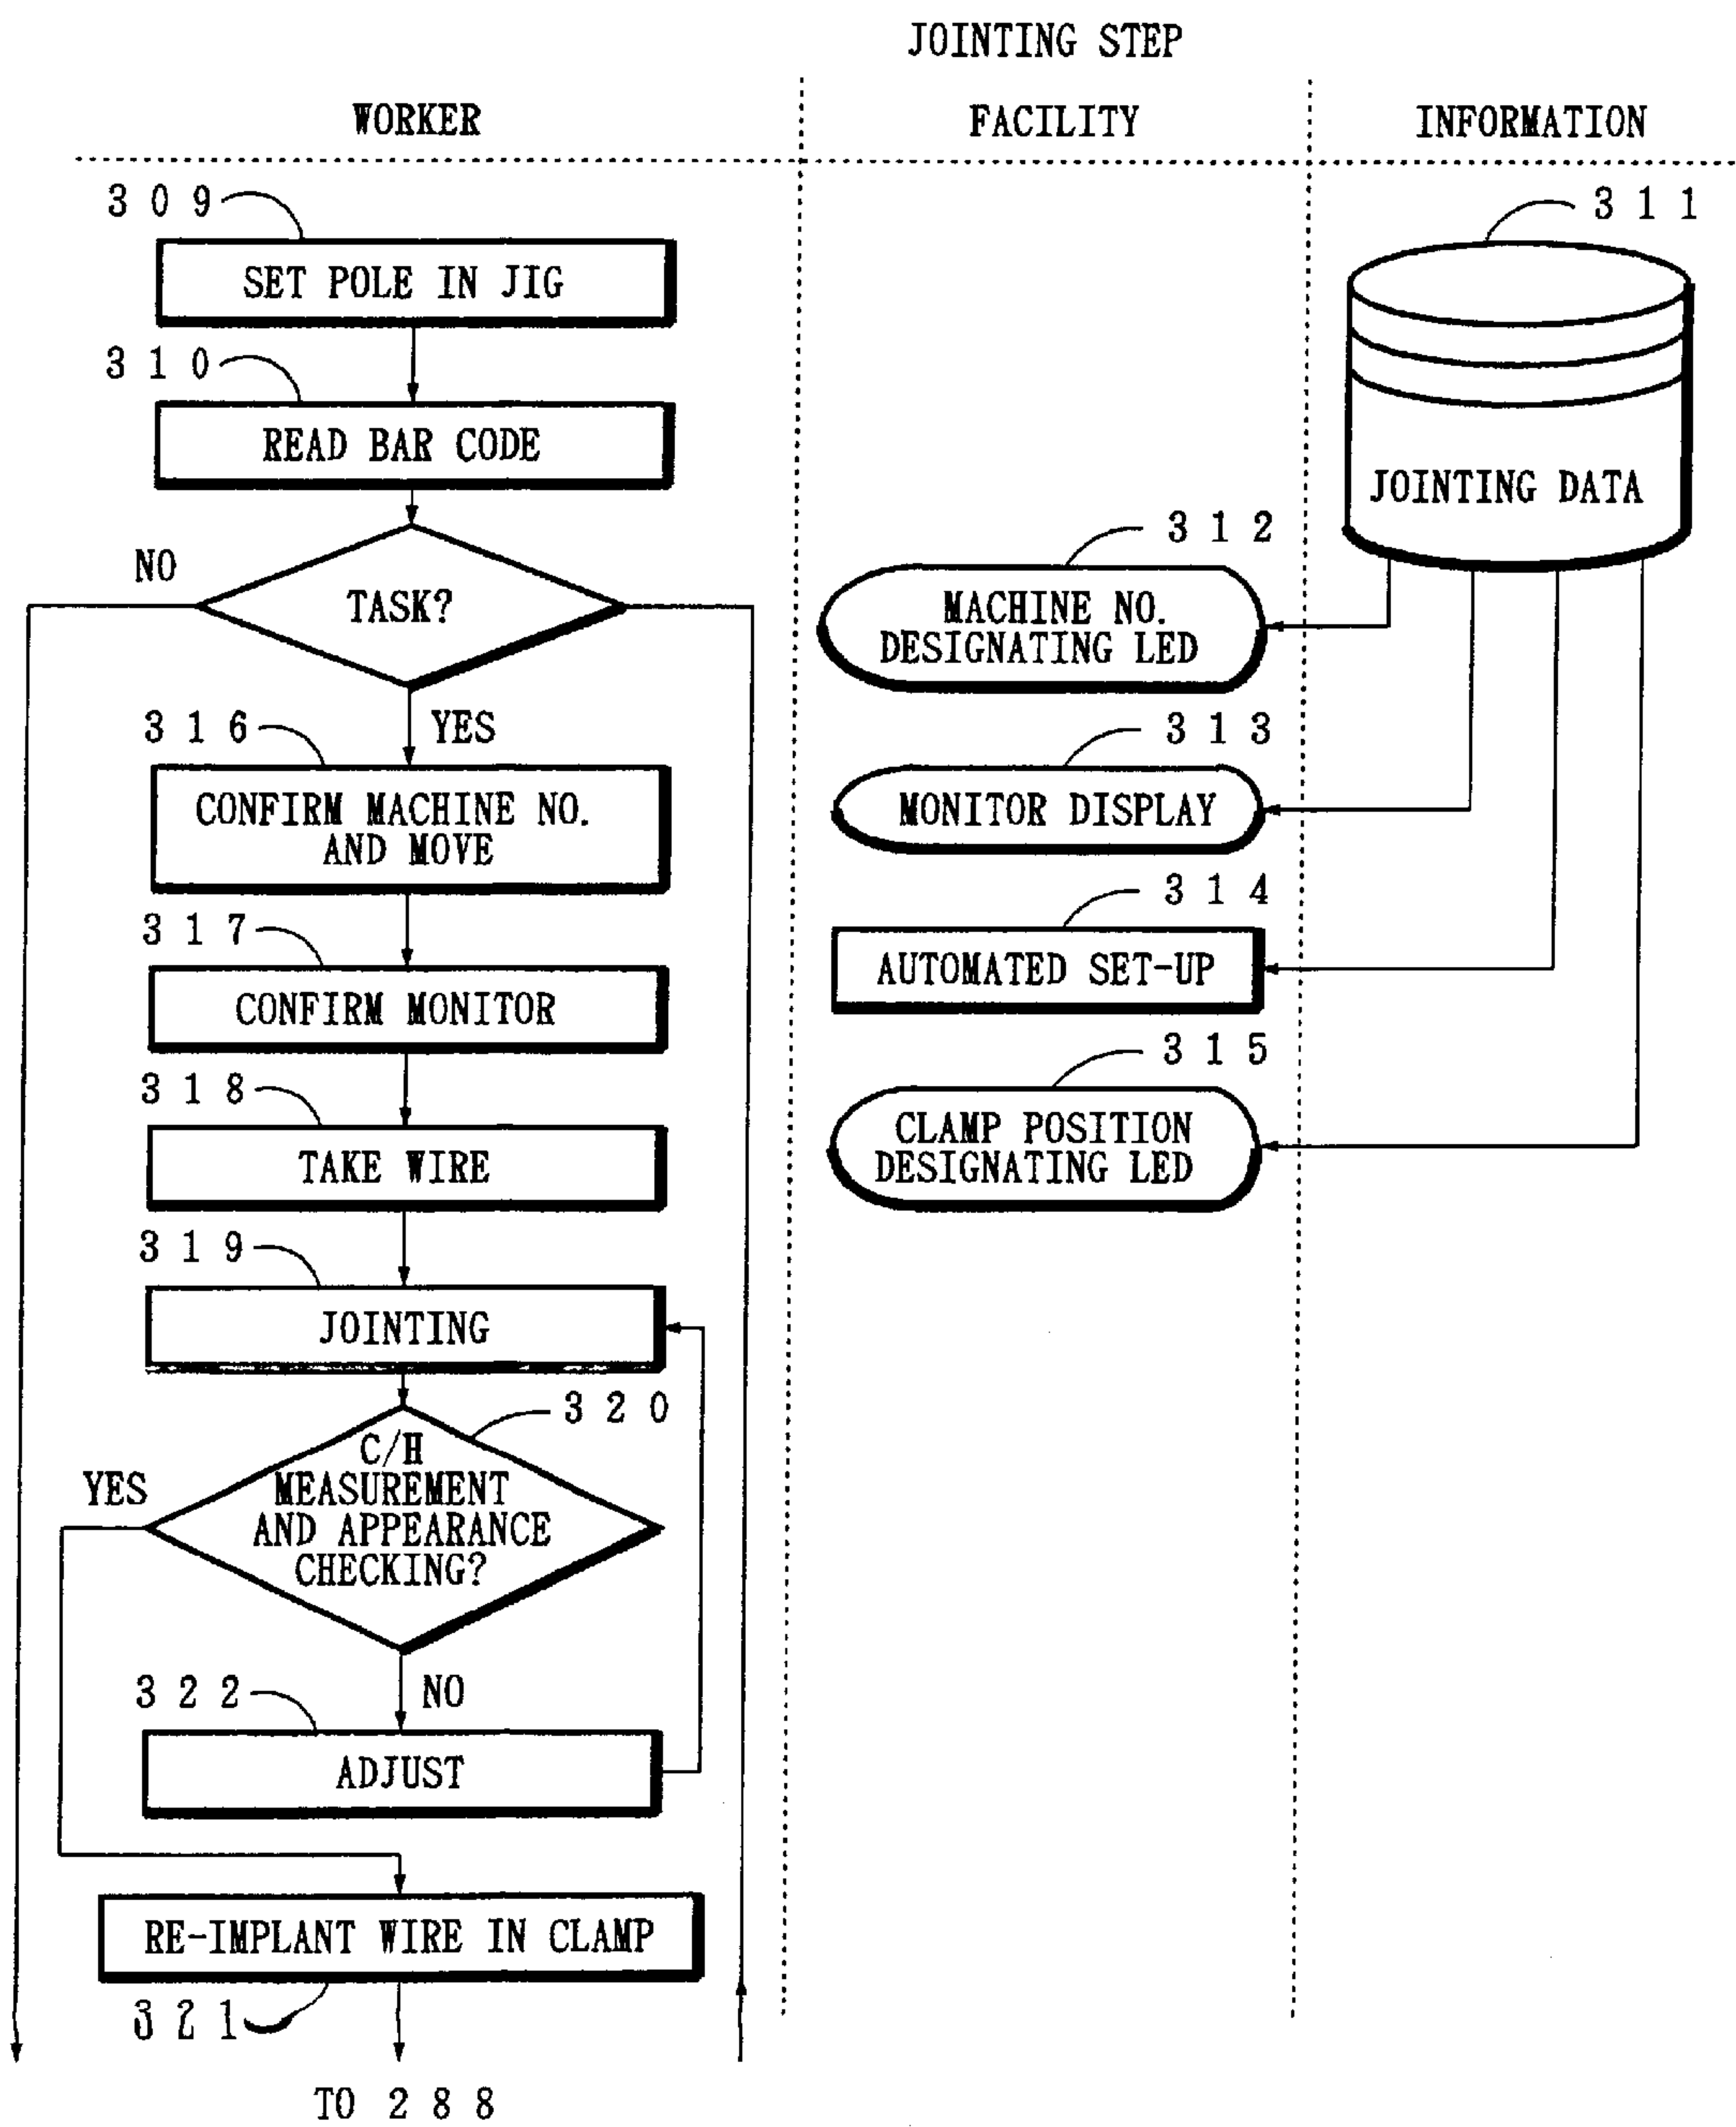 JOINTING STEP
WORKER
FACILITY
INFORMATION
309
SET POLE IN JIG
310
READ BAR CODE
NO
TASK?
YES
316
CONFIRM MACHINE NO.
AND MOVE
317
CONFIRM MONITOR
318
TAKE WIRE
319
JOINTING
320
C/H
MEASUREMENT
AND APPEARANCE
CHECKING?
YES
NO
322
ADJUST
RE-IMPLANT WIRE IN CLAMP
321
TO 288
312
MACHINE NO.
DESIGNATING LED
313
MONITOR DISPLAY
314
AUTOMATED SET-UP
315
CLAMP POSITION
DESIGNATING LED
311
JOINTING DATA